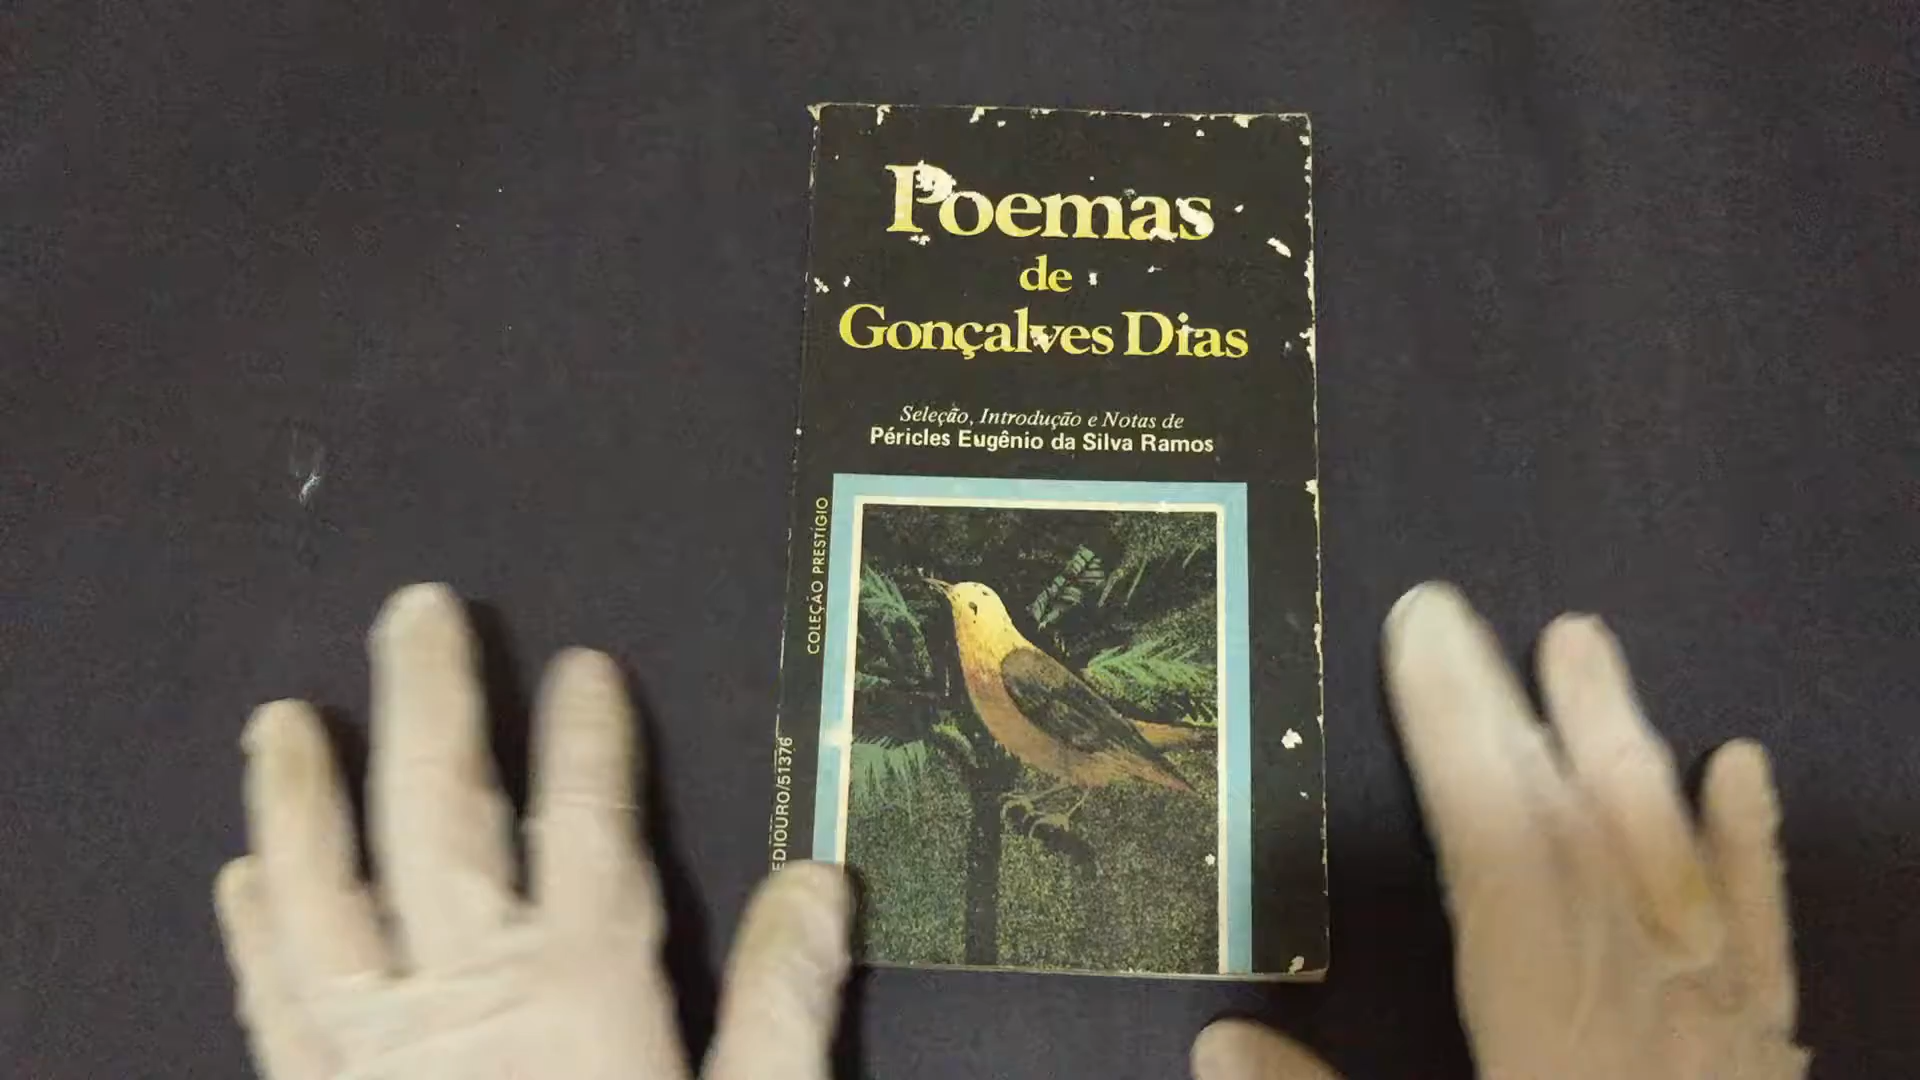 Poemas
de
Gonçalves Dias
Seleção, Introdução e Notas de
Péricles Eugênio da Silva Ramos
COLEÇÃO PRESTÍGIO
EDIOURO/51376